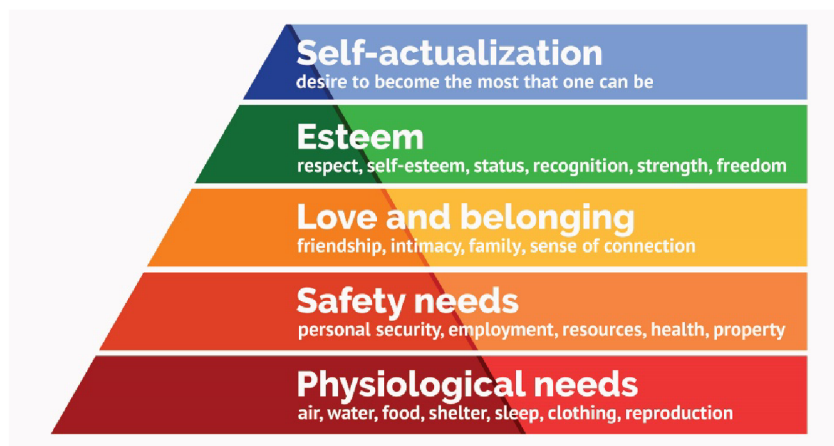 Self-actualization
desire to become the most that one can be
Esteem
respect, self-esteem, status, recognition, strength, freedom
Love and belonging
friendship, intimacy, family, sense of connection
Safety needs
personal security, employment, resources, health, property
Physiological needs
air, water, food, shelter, sleep, clothing, reproduction